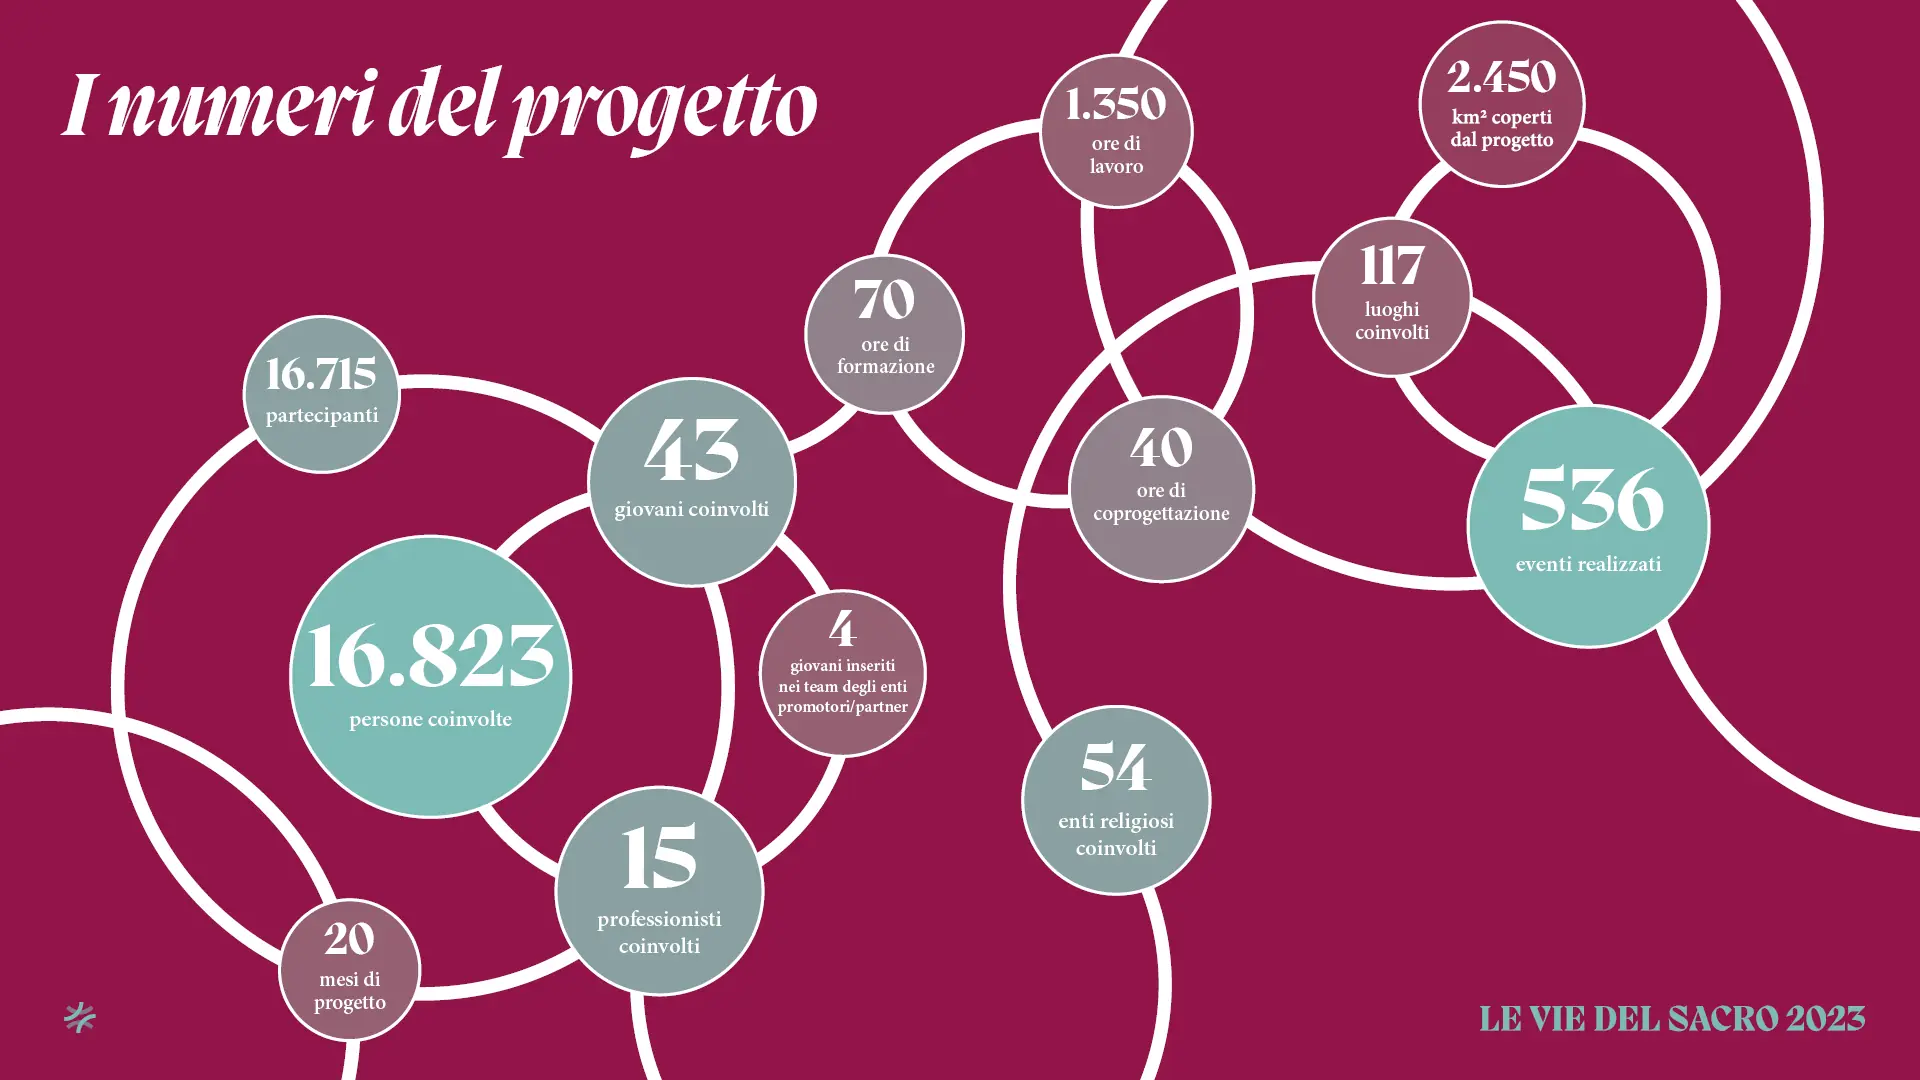 I numeri del progetto
1.350
ore di
lavoro
2.450
km² coperti
dal progetto
117
luoghi
coinvolti
70
ore di
formazione
16.715
partecipanti
43
giovani coinvolti
40
ore di
coprogettazione
536
eventi realizzati
16.823
persone coinvolte
4
giovani inseriti
nei team degli enti
promotori/partner
54
enti religiosi
coinvolti
15
professionisti
coinvolti
20
mesi di
progetto
LE VIE DEL SACRO 2023